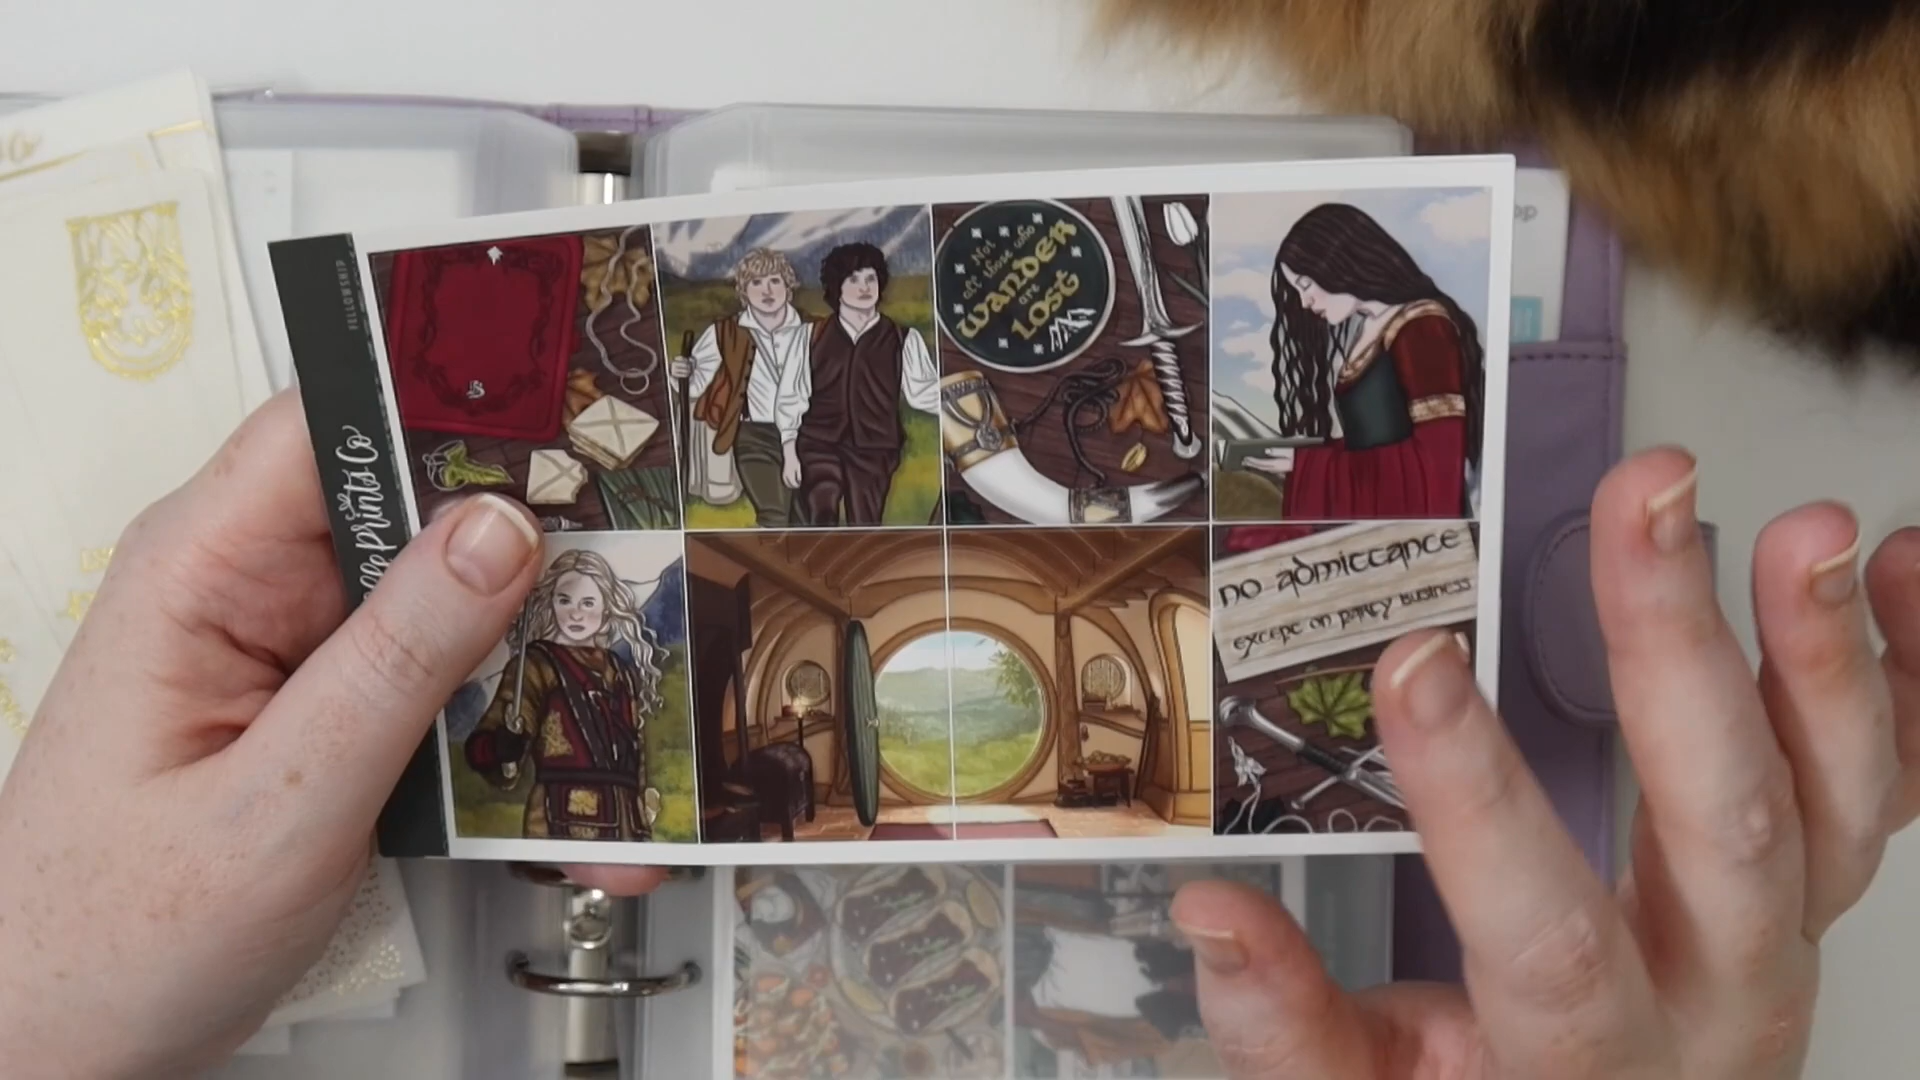 FELLOWSHIP
Prints Co
Not
all those who
WANDER
are
LOST
no admittance
except on party business